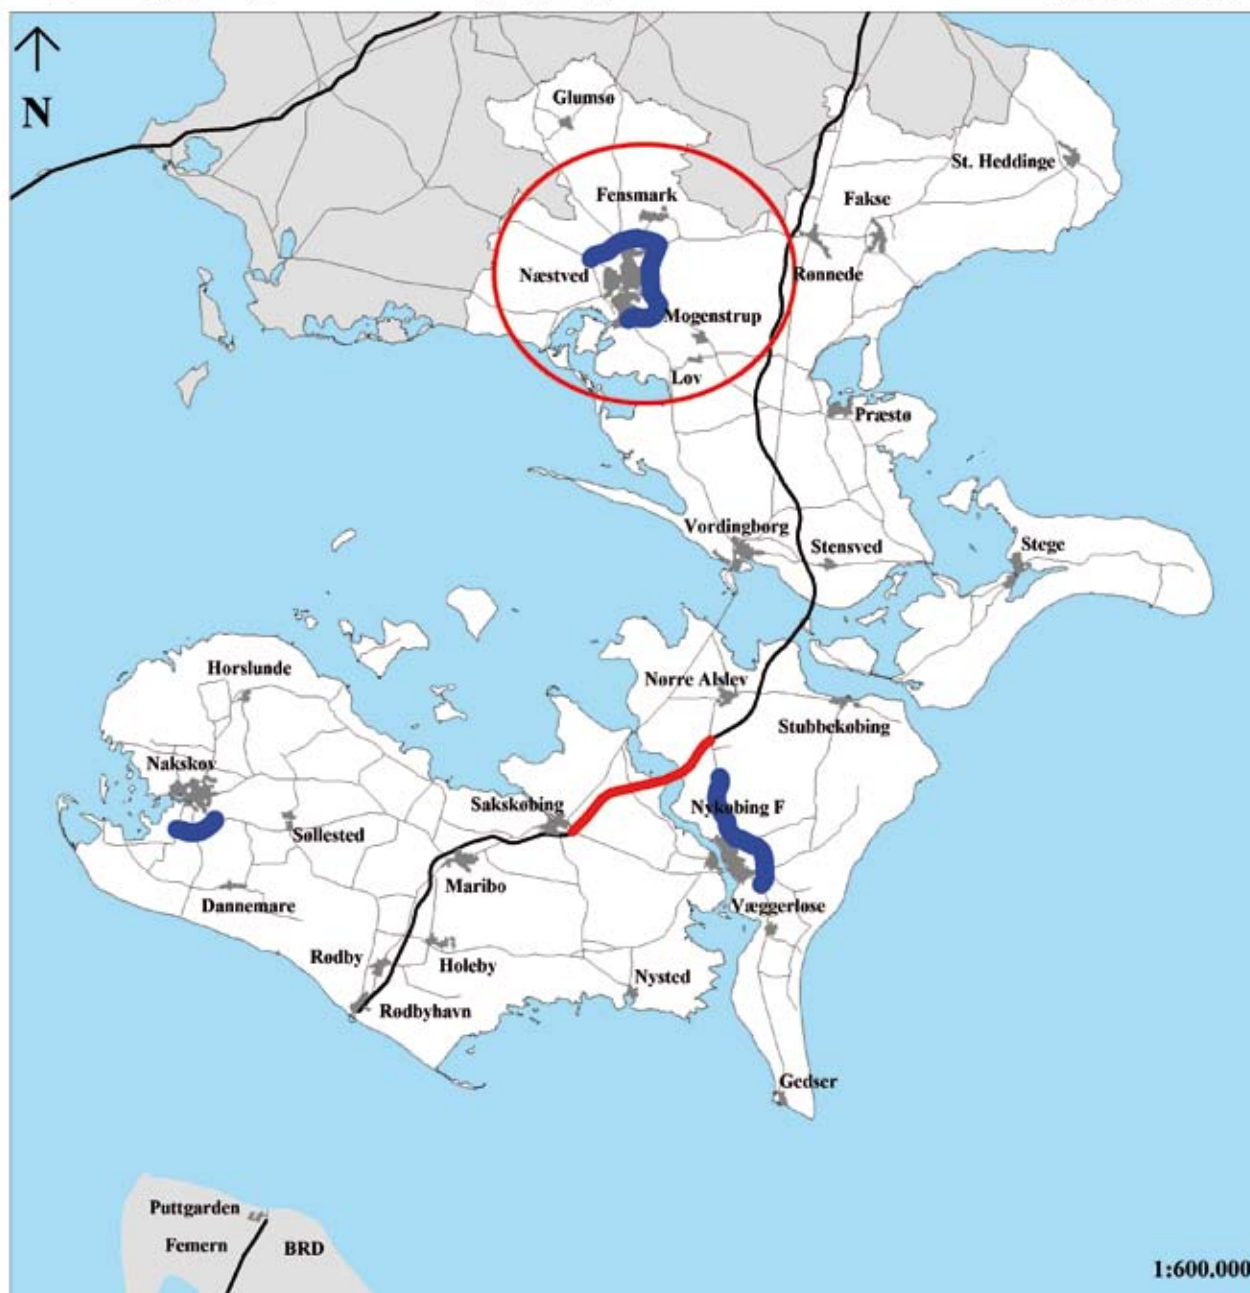 N
Glumsø
St. Heddinge
Fensmark
Fakse
Næstved
Rønnede
Mogenstrup
Lov
Præstø
Vordingborg
Stensved
Stege
Horslunde
Nørre Alslev
Stubbekøbing
Nakskov
Sakskøbing
Nykøbing F
Søllested
Maribo
Dannemare
Væggerløse
Rødby
Holeby
Nysted
Rødbyhavn
Gedser
Puttgarden
Femern
BRD
1:600.000